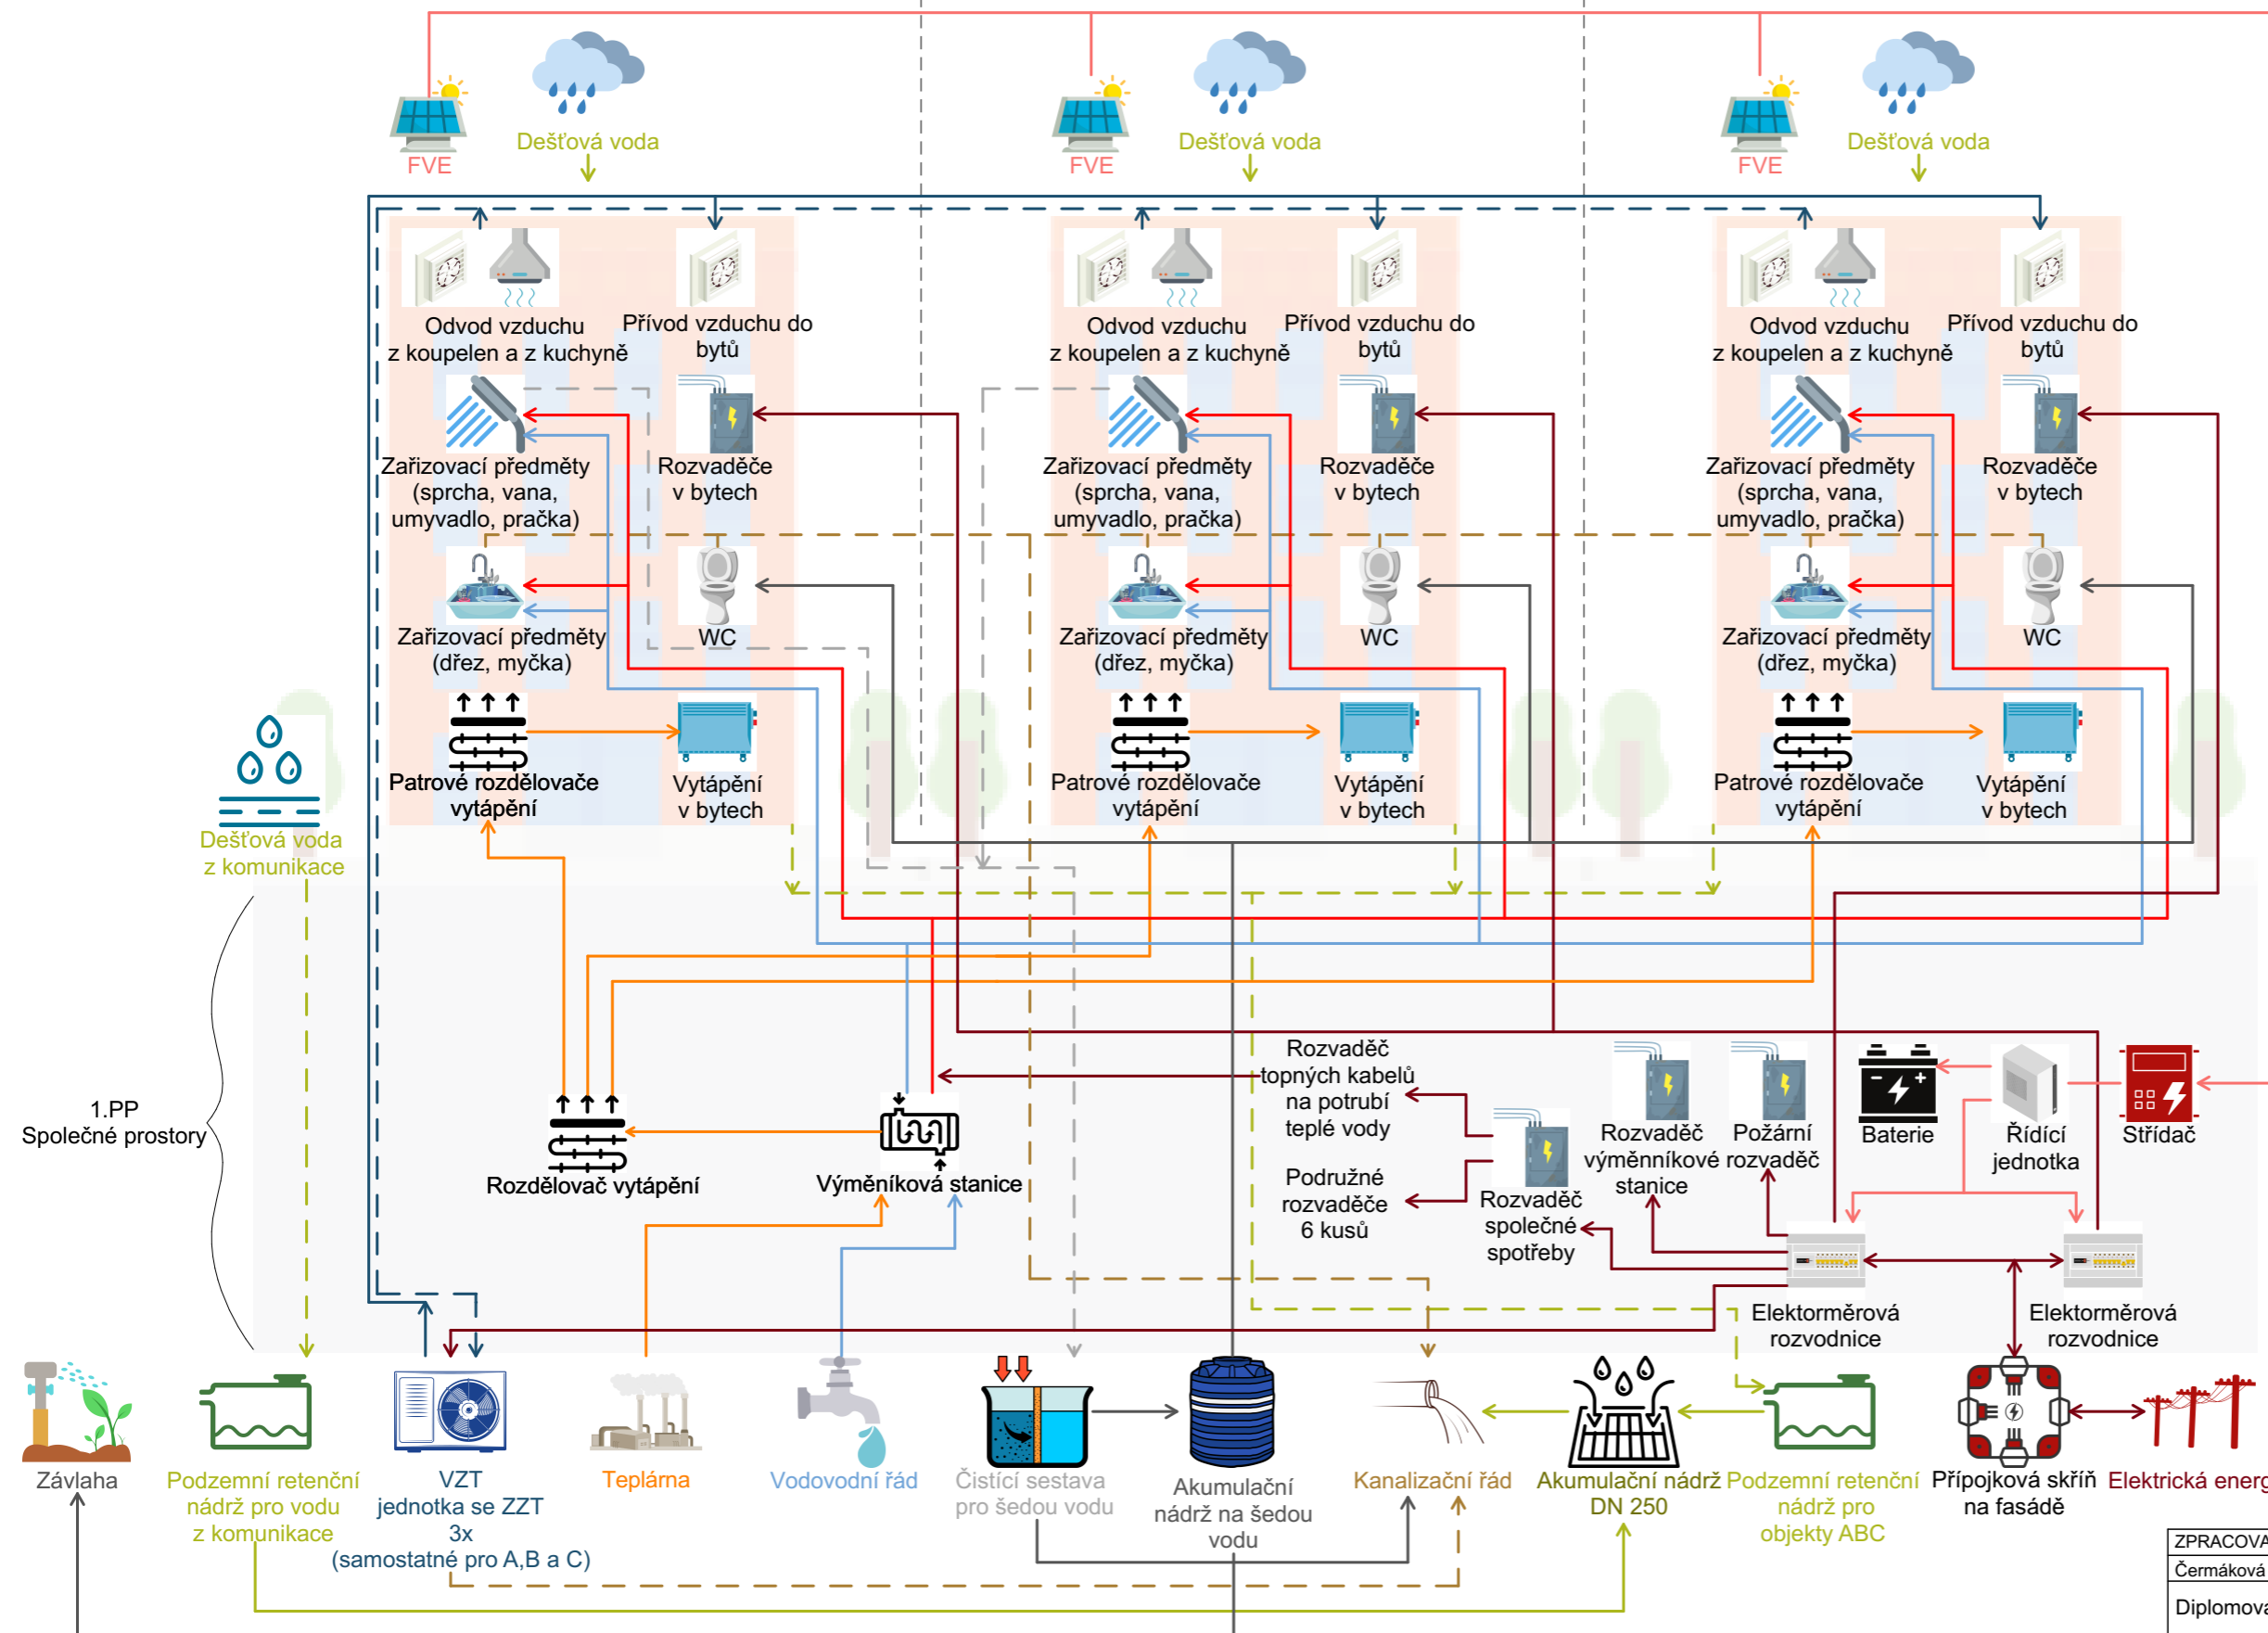 Dešťová voda
Dešťová voda
Dešťová voda
FVE
FVE
FVE
Odvod vzduchu
z koupelen a z kuchyně
Přívod vzduchu do
bytů
Odvod vzduchu
z koupelen a z kuchyně
Přívod vzduchu do
bytů
Odvod vzduchu
z koupelen a z kuchyně
Přívod vzduchu do
bytů
Zařizovací předměty
(sprcha, vana,
umyvadlo, pračka)
Rozvaděče
v bytech
Zařizovací předměty
(sprcha, vana,
umyvadlo, pračka)
Rozvaděče
v bytech
Zařizovací předměty
(sprcha, vana,
umyvadlo, pračka)
Rozvaděče
v bytech
Zařizovací předměty
(dřez, myčka)
WC
Zařizovací předměty
(dřez, myčka)
WC
Zařizovací předměty
(dřez, myčka)
WC
Patrové rozdělovače
vytápění
Vytápění
v bytech
Patrové rozdělovače
vytápění
Vytápění
v bytech
Patrové rozdělovače
vytápění
Vytápění
v bytech
Dešťová voda
z komunikace
1.PP
Společné prostory
Rozdělovač vytápění
Výměníková stanice
Rozvaděč
topných kabelů
na potrubí
teplé vody
Podružné
rozvaděče
6 kusů
Rozvaděč
společné
spotřeby
Rozvaděč
výměnníkové
stanice
Požární
rozvaděč
Baterie
Řídící
jednotka
Střídač
Elektorměrová
rozvodnice
Elektorměrová
rozvodnice
Závlaha
Podzemní retenční
nádrž pro vodu
z komunikace
VZT
jednotka se ZZT
3x
(samostatné pro A,B a C)
Teplárna
Vodovodní řád
Čistící sestava
pro šedou vodu
Akumulační
nádrž na šedou
vodu
Kanalizační řád
Akumulační nádrž
DN 250
Podzemní retenční
nádrž pro
objekty ABC
Přípojková skříň
na fasádě
Elektrická energ
ZPRACOVA
Čermáková
Diplomova